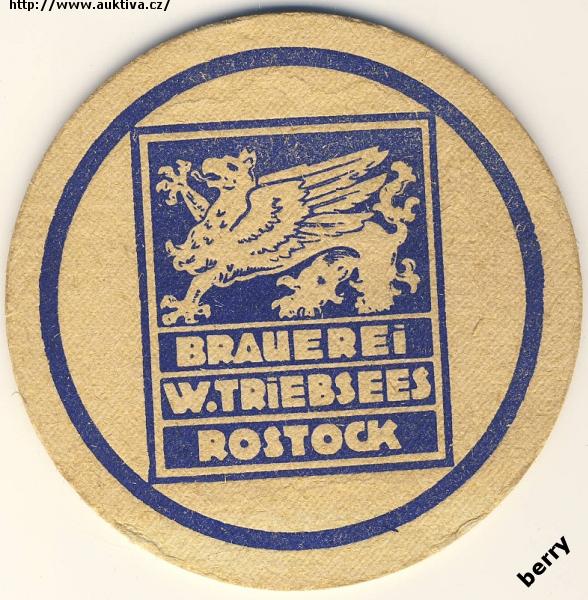 http://www.auktiva.cz/
BRAUEREi
W.TRiEBSEES
ROSTOCK
berry